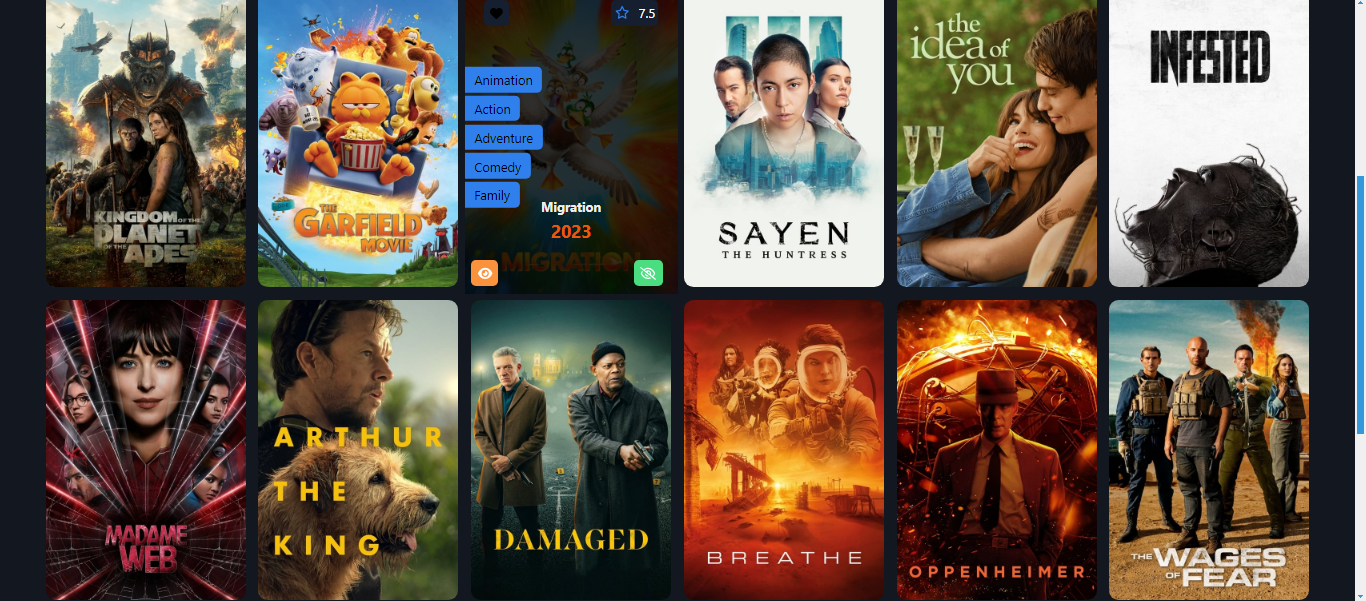 KINGDOM OF THE
PLANET
OF THE
APES
THE
GARFIELD
MOVIE
7.5
Animation
Action
Adventure
Comedy
Family
Migration
2023
MIGRATION
SAYEN
THE HUNTRESS
the
idea of
you
INFESTED
MADAME
WEB
ARTHUR
THE
KING
DAMAGED
BREATHE
OPPENHEIMER
THE WAGES
OF FEAR